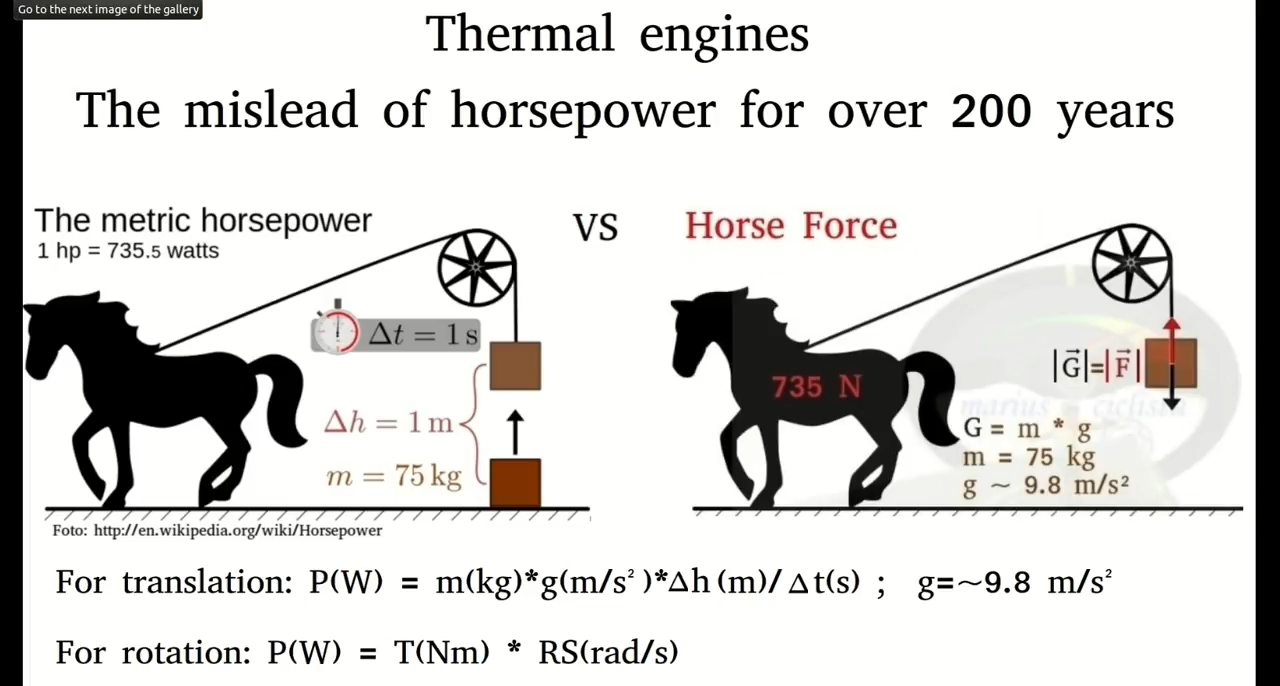 Go to the next image of the gallery
Thermal engines
The mislead of horsepower for over 200 years
The metric horsepower
1 hp = 735.5 watts
VS
Horse Force
Δt = 1 s
Δh = 1 m
m = 75 kg
735 N
|G⃗|=|F⃗|
marius ciclistu
G = m * g
m = 75 kg
g ~ 9.8 m/s²
Foto: http://en.wikipedia.org/wiki/Horsepower
For translation: P(W) = m(kg)*g(m/s²)*Δh(m)/Δt(s) ; g=~9.8 m/s²
For rotation: P(W) = T(Nm) * RS(rad/s)